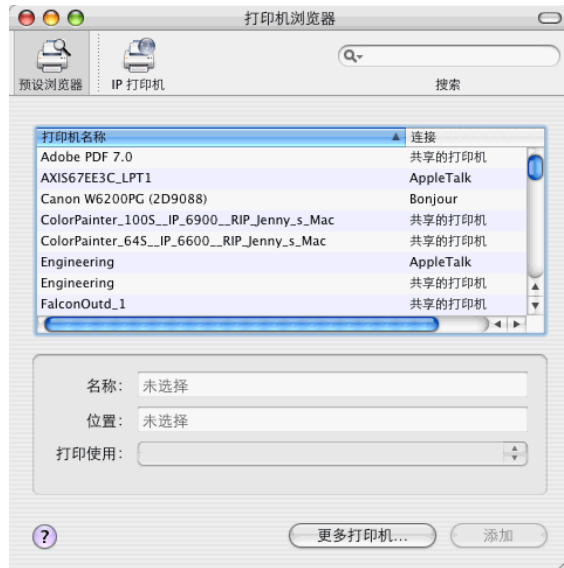 打印机浏览器
预设浏览器
IP 打印机
搜索
打印机名称 连接
Adobe PDF 7.0 共享的打印机
AXIS67EE3C_LPT1 AppleTalk
Canon W6200PG (2D9088) Bonjour
ColorPainter_100S__IP_6900__RIP_Jenny_s_Mac 共享的打印机
ColorPainter_64S__IP_6600__RIP_Jenny_s_Mac 共享的打印机
Engineering AppleTalk
Engineering 共享的打印机
FalconOutd_1 共享的打印机
名称: 未选择
位置: 未选择
打印使用:
? 更多打印机... 添加